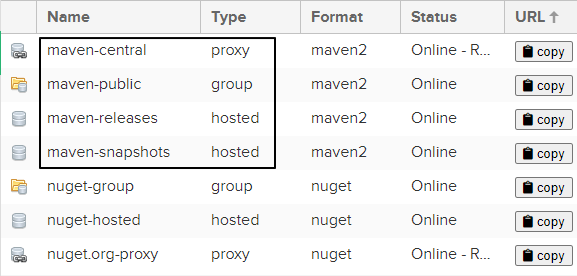 Name Type Format Status URL
maven-central proxy maven2 Online - R... copy
maven-public group maven2 Online copy
maven-releases hosted maven2 Online copy
maven-snapshots hosted maven2 Online copy
nuget-group group nuget Online copy
nuget-hosted hosted nuget Online copy
nuget.org-proxy proxy nuget Online - R... copy